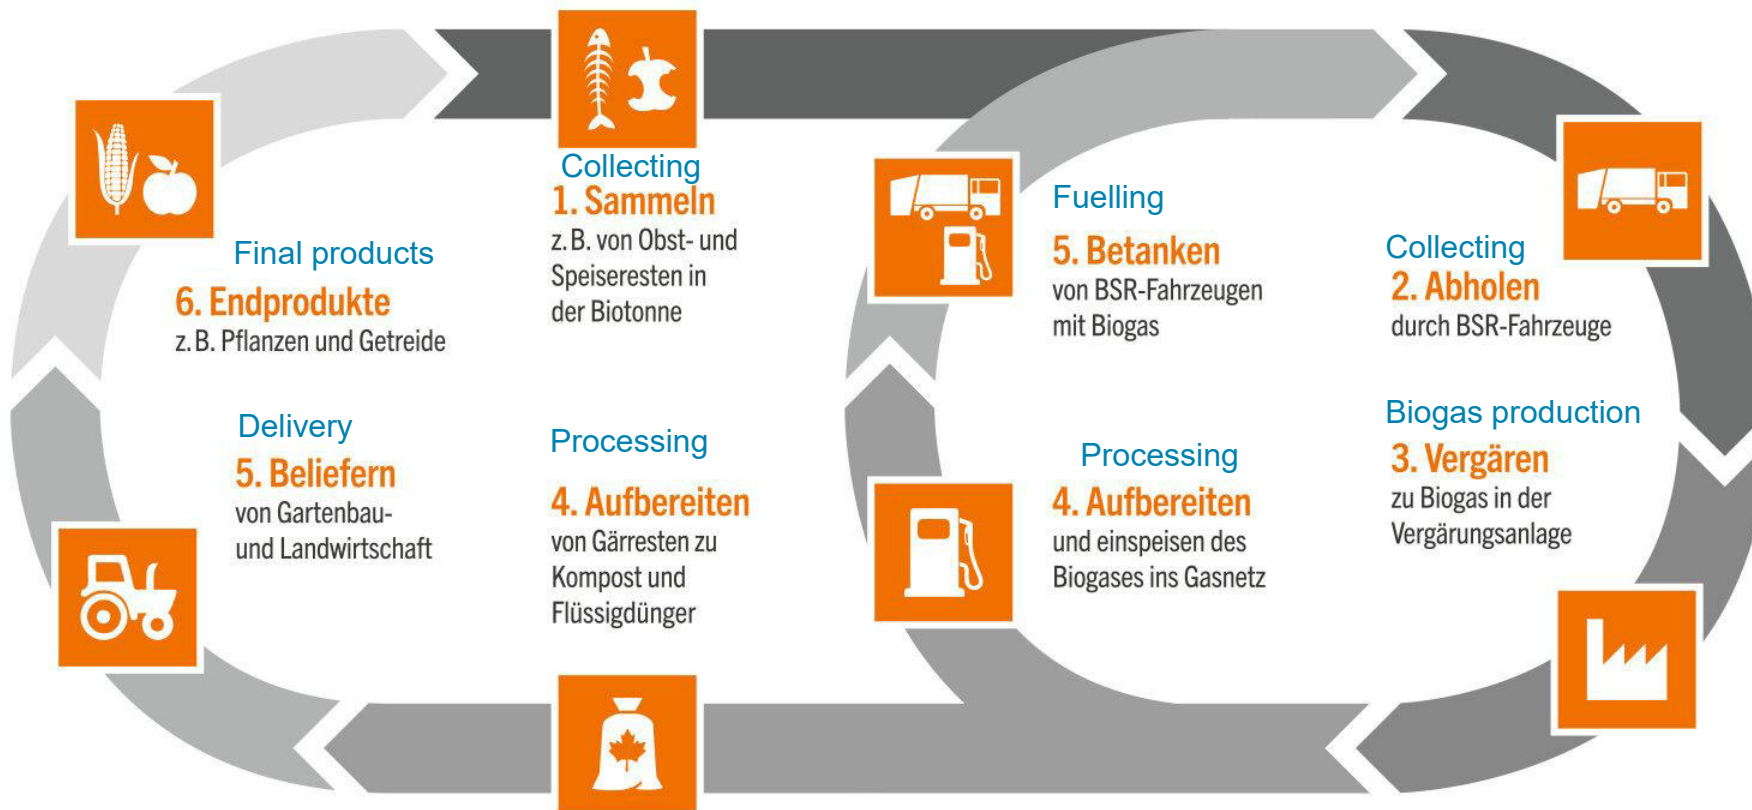 Collecting
1. Sammeln
z. B. von Obst- und
Speiseresten in
der Biotonne
Collecting
2. Abholen
durch BSR-Fahrzeuge
Biogas production
3. Vergären
zu Biogas in der
Vergärungsanlage
Processing
4. Aufbereiten
und einspeisen des
Biogases ins Gasnetz
Fuelling
5. Betanken
von BSR-Fahrzeugen
mit Biogas
Processing
4. Aufbereiten
von Gärresten zu
Kompost und
Flüssigdünger
Delivery
5. Beliefern
von Gartenbau-
und Landwirtschaft
Final products
6. Endprodukte
z. B. Pflanzen und Getreide